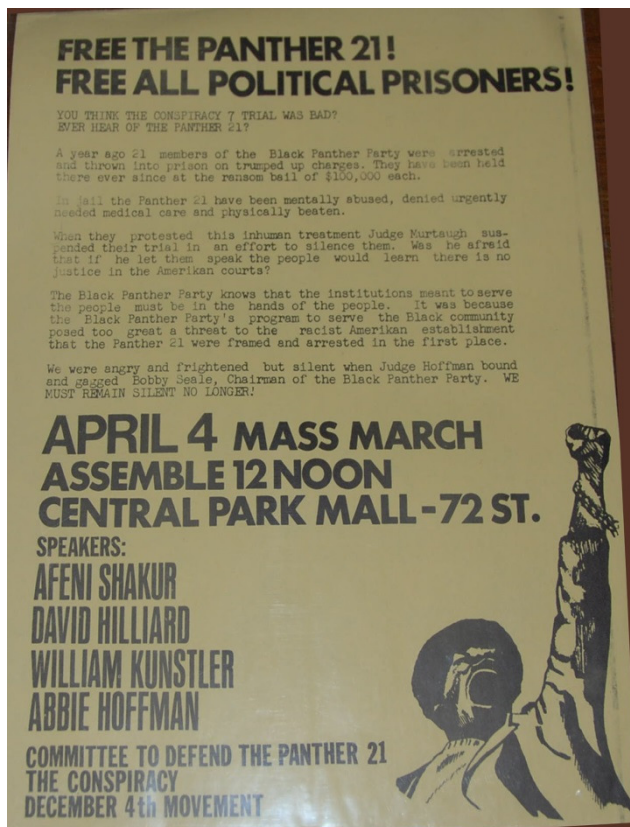 FREE THE PANTHER 21!
FREE ALL POLITICAL PRISONERS!
YOU THINK THE CONSPIRACY 7 TRIAL WAS BAD?
EVER HEAR OF THE PANTHER 21?
A year ago 21 members of the Black Panther Party were arrested
and thrown into prison on trumped up charges. They have been held
there ever since at the ransom bail of $100,000 each.
In jail the Panther 21 have been mentally abused, denied urgently
needed medical care and physically beaten.
When they protested this inhuman treatment Judge Murtaugh sus-
pended their trial in an effort to silence them. Was he afraid
that if he let them speak the people would learn there is no
justice in the Amerikan courts?
The Black Panther Party knows that the institutions meant to serve
the people must be in the hands of the people. It was because
the Black Panther Party's program to serve the Black community
posed too great a threat to the racist Amerikan establishment
that the Panther 21 were framed and arrested in the first place.
We were angry and frightened but silent when Judge Hoffman bound
and gagged Bobby Seale, Chairman of the Black Panther Party. WE
MUST REMAIN SILENT NO LONGER!
APRIL 4 MASS MARCH
ASSEMBLE 12 NOON
CENTRAL PARK MALL-72 ST.
SPEAKERS:
AFENI SHAKUR
DAVID HILLIARD
WILLIAM KUNSTLER
ABBIE HOFFMAN
COMMITTEE TO DEFEND THE PANTHER 21
THE CONSPIRACY
DECEMBER 4th MOVEMENT